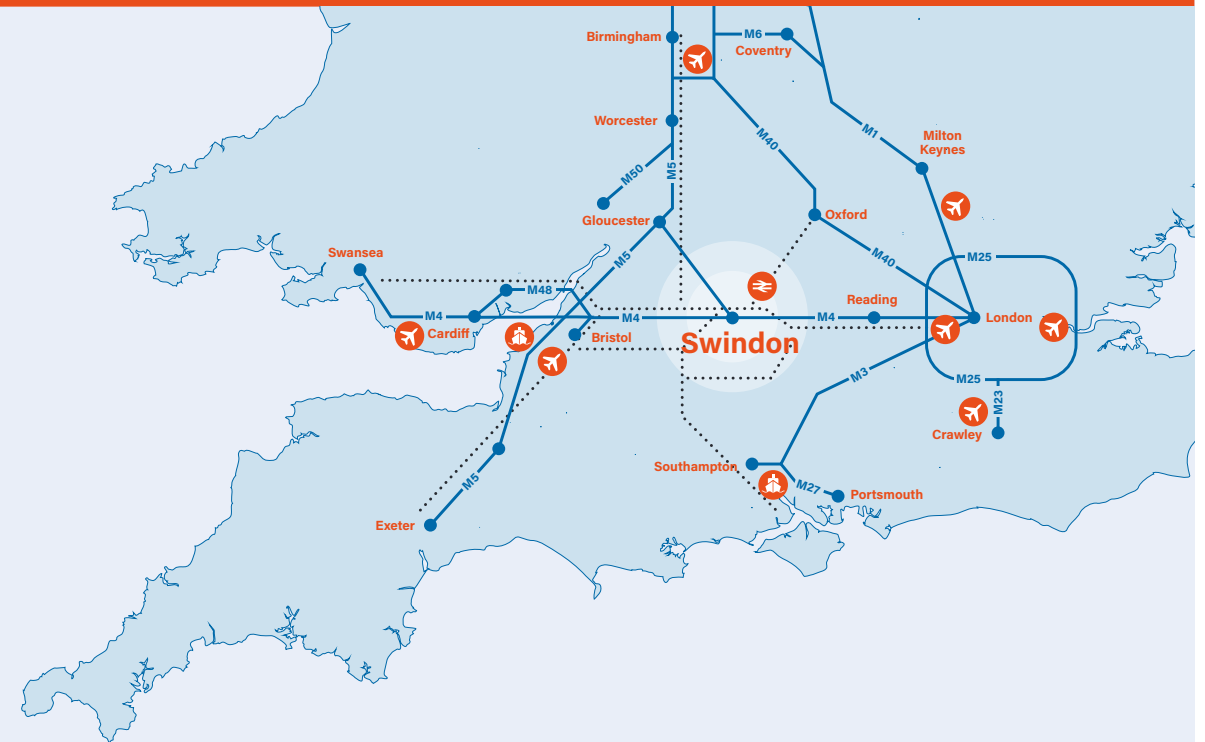 Birmingham
M6
Coventry
Worcester
M1
M40
Milton
Keynes
M50
M5
Gloucester
Oxford
Swansea
M5
M40
M25
M48
Reading
M4
Cardiff
M4
M4
London
Bristol
Swindon
M3
M25
M23
Crawley
Southampton
M5
M27
Portsmouth
Exeter